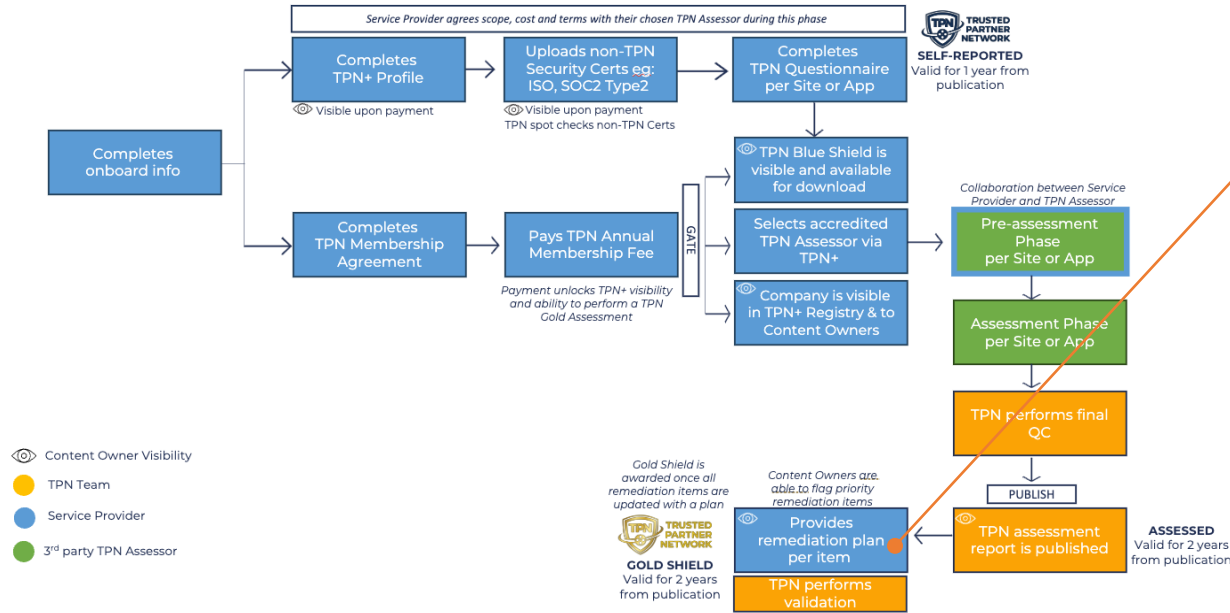 Service Provider agrees scope, cost and terms with their chosen TPN Assessor during this phase
Completes
TPN+ Profile
Visible upon payment
Uploads non-TPN
Security Certs eg:
ISO, SOC2 Type2
Visible upon payment
TPN spot checks non-TPN Certs
Completes
TPN Questionnaire
per Site or App
TPN
TRUSTED
PARTNER
NETWORK
SELF-REPORTED
Valid for 1 year from
publication
Completes
onboard info
Completes
TPN Membership
Agreement
Pays TPN Annual
Membership Fee
Payment unlocks TPN+ visibility
and ability to perform a TPN
Gold Assessment
GATE
TPN Blue Shield is
visible and available
for download
Selects accredited
TPN Assessor via
TPN+
Company is visible
in TPN+ Registry & to
Content Owners
Collaboration between Service
Provider and TPN Assessor
Pre-assessment
Phase
per Site or App
Assessment Phase
per Site or App
TPN performs final
QC
PUBLISH
TPN assessment
report is published
ASSESSED
Valid for 2 years
from publication
Content Owners are
able to flag priority
remediation items
Provides
remediation plan
per item
TPN performs
validation
Gold Shield is
awarded once all
remediation items are
updated with a plan
TPN
TRUSTED
PARTNER
NETWORK
GOLD SHIELD
Valid for 2 years
from publication
Content Owner Visibility
TPN Team
Service Provider
3rd party TPN Assessor